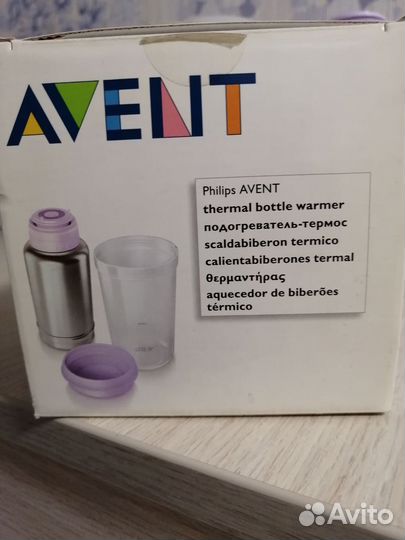 AVENT
Philips AVENT
thermal bottle warmer
подогреватель-термос
scaldabiberon termico
calientabiberones termal
θερμαντήρας
aquecedor de biberões
térmico
Avito